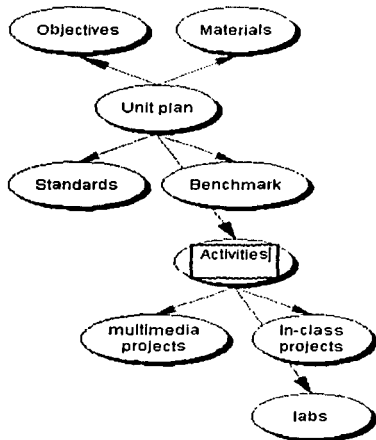 Objectives
Materials
Unit plan
Standards
Benchmark
Activities
multimedia
projects
In-class
projects
labs